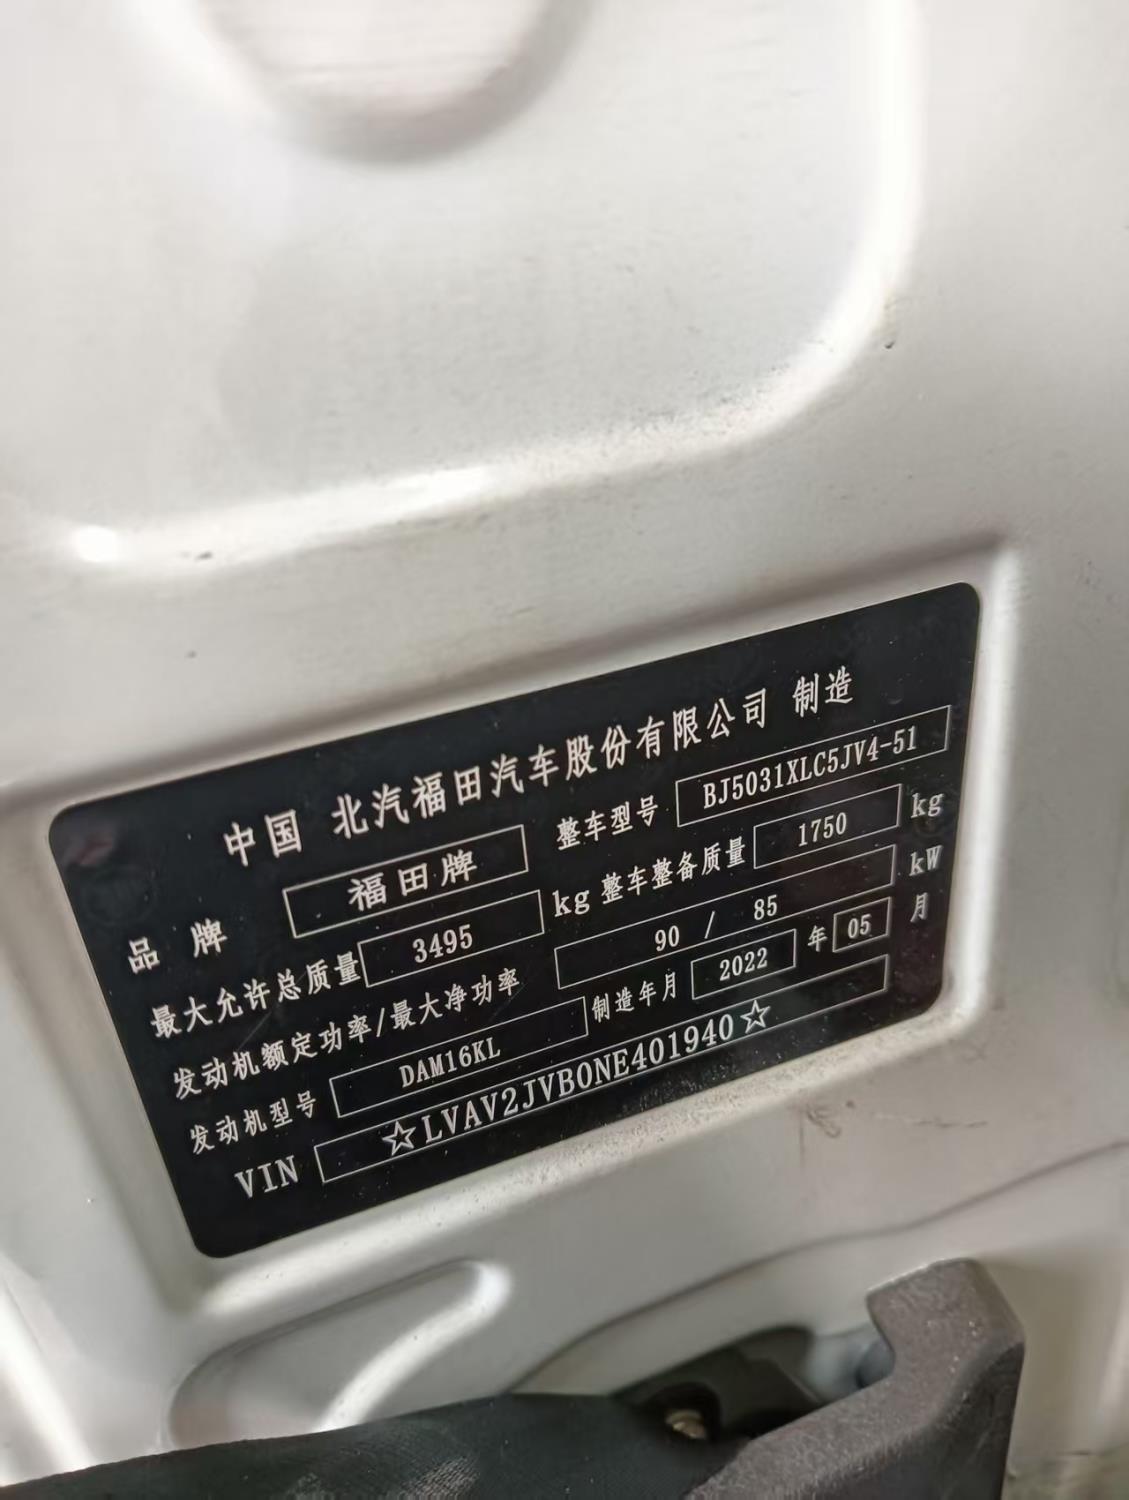 中国 北汽福田汽车股份有限公司 制造
品牌 福田牌 整车型号 BJ5031XLC5JV4-51
最大允许总质量 3495 kg 整车整备质量 1750 kg
发动机额定功率/最大净功率 90 / 85 kW
发动机型号 DAM16KL 制造年月 2022 年 05 月
VIN ☆LVAV2JVB0NE401940☆